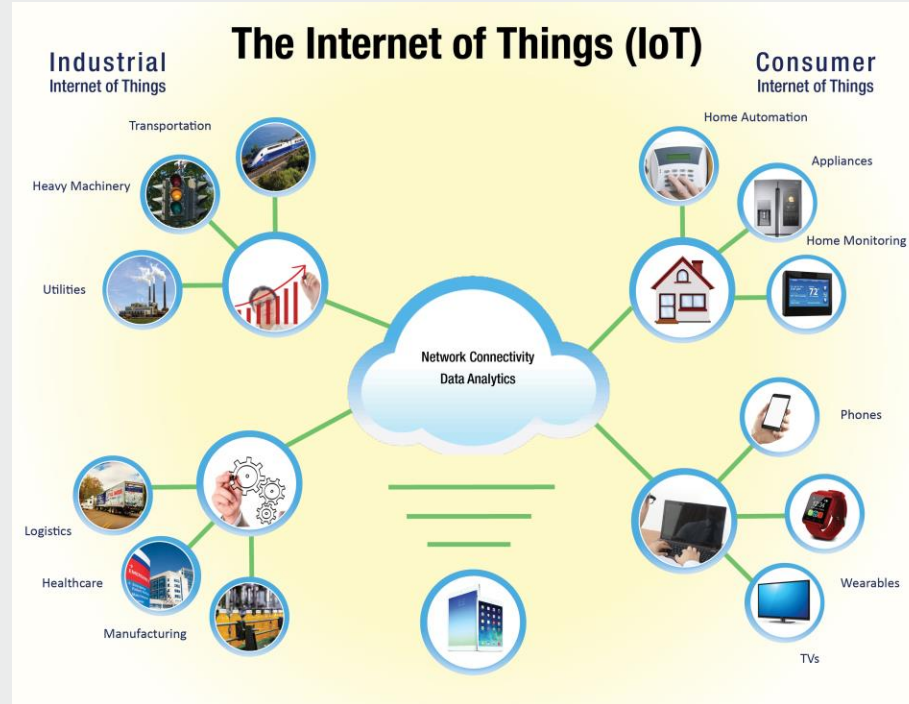 The Internet of Things (IoT)
Industrial
Internet of Things
Consumer
Internet of Things
Transportation
Heavy Machinery
Utilities
Home Automation
Appliances
Home Monitoring
72
Network Connectivity
Data Analytics
Phones
Wearables
TVs
Logistics
Healthcare
Manufacturing